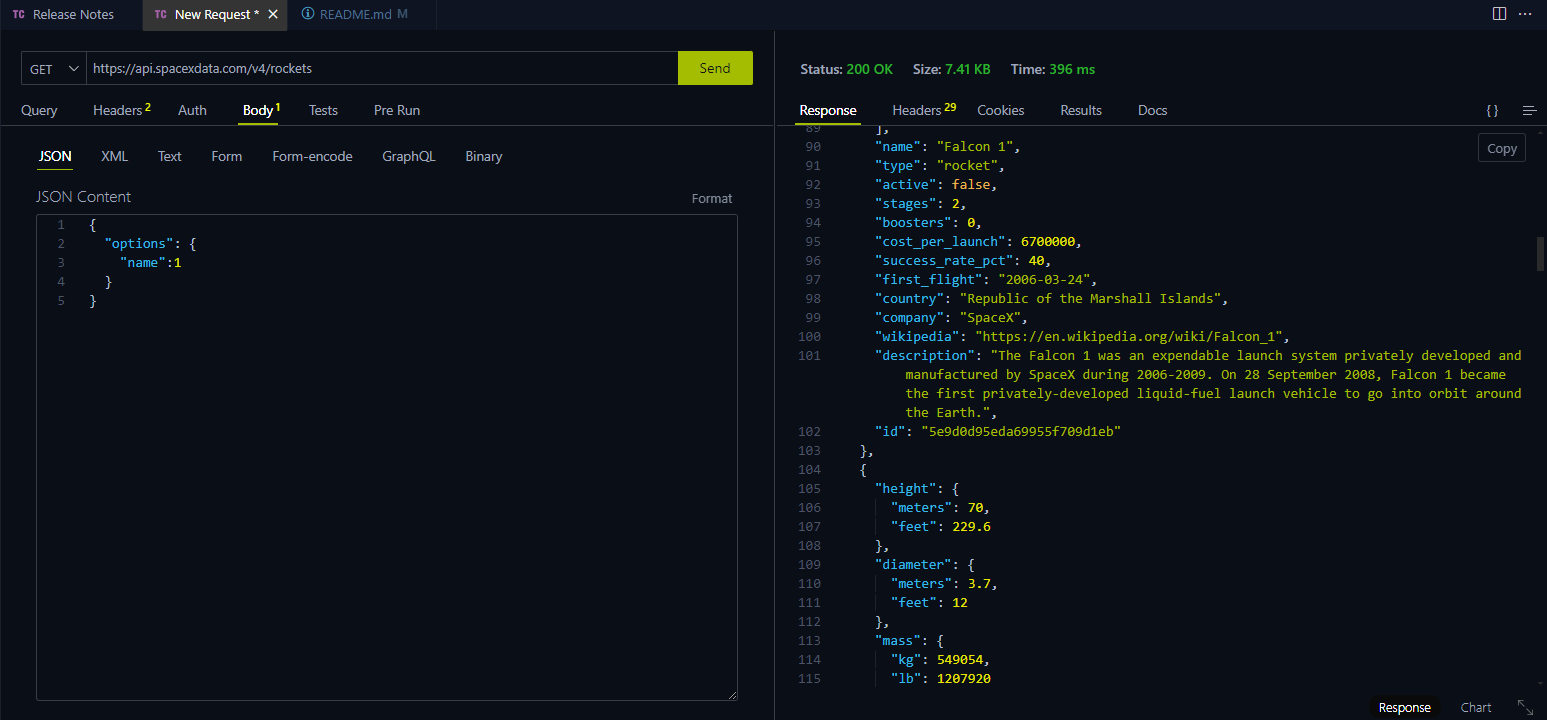 TC Release Notes
TC New Request * ×
README.md M
GET
https://api.spacexdata.com/v4/rockets
Send
Query
Headers 2
Auth
Body 1
Tests
Pre Run
JSON
XML
Text
Form
Form-encode
GraphQL
Binary
JSON Content
Format
1 {
2 "options": {
3 "name":1
4 }
5 }
Status: 200 OK Size: 7.41 KB Time: 396 ms
Response
Headers 29
Cookies
Results
Docs
{}
Copy
89 ],
90 "name": "Falcon 1",
91 "type": "rocket",
92 "active": false,
93 "stages": 2,
94 "boosters": 0,
95 "cost_per_launch": 6700000,
96 "success_rate_pct": 40,
97 "first_flight": "2006-03-24",
98 "country": "Republic of the Marshall Islands",
99 "company": "SpaceX",
100 "wikipedia": "https://en.wikipedia.org/wiki/Falcon_1",
101 "description": "The Falcon 1 was an expendable launch system privately developed and
manufactured by SpaceX during 2006-2009. On 28 September 2008, Falcon 1 became
the first privately-developed liquid-fuel launch vehicle to go into orbit around
the Earth.",
102 "id": "5e9d0d95eda69955f709d1eb"
103 },
104 {
105 "height": {
106 "meters": 70,
107 "feet": 229.6
108 },
109 "diameter": {
110 "meters": 3.7,
111 "feet": 12
112 },
113 "mass": {
114 "kg": 549054,
115 "lb": 1207920
Response
Chart